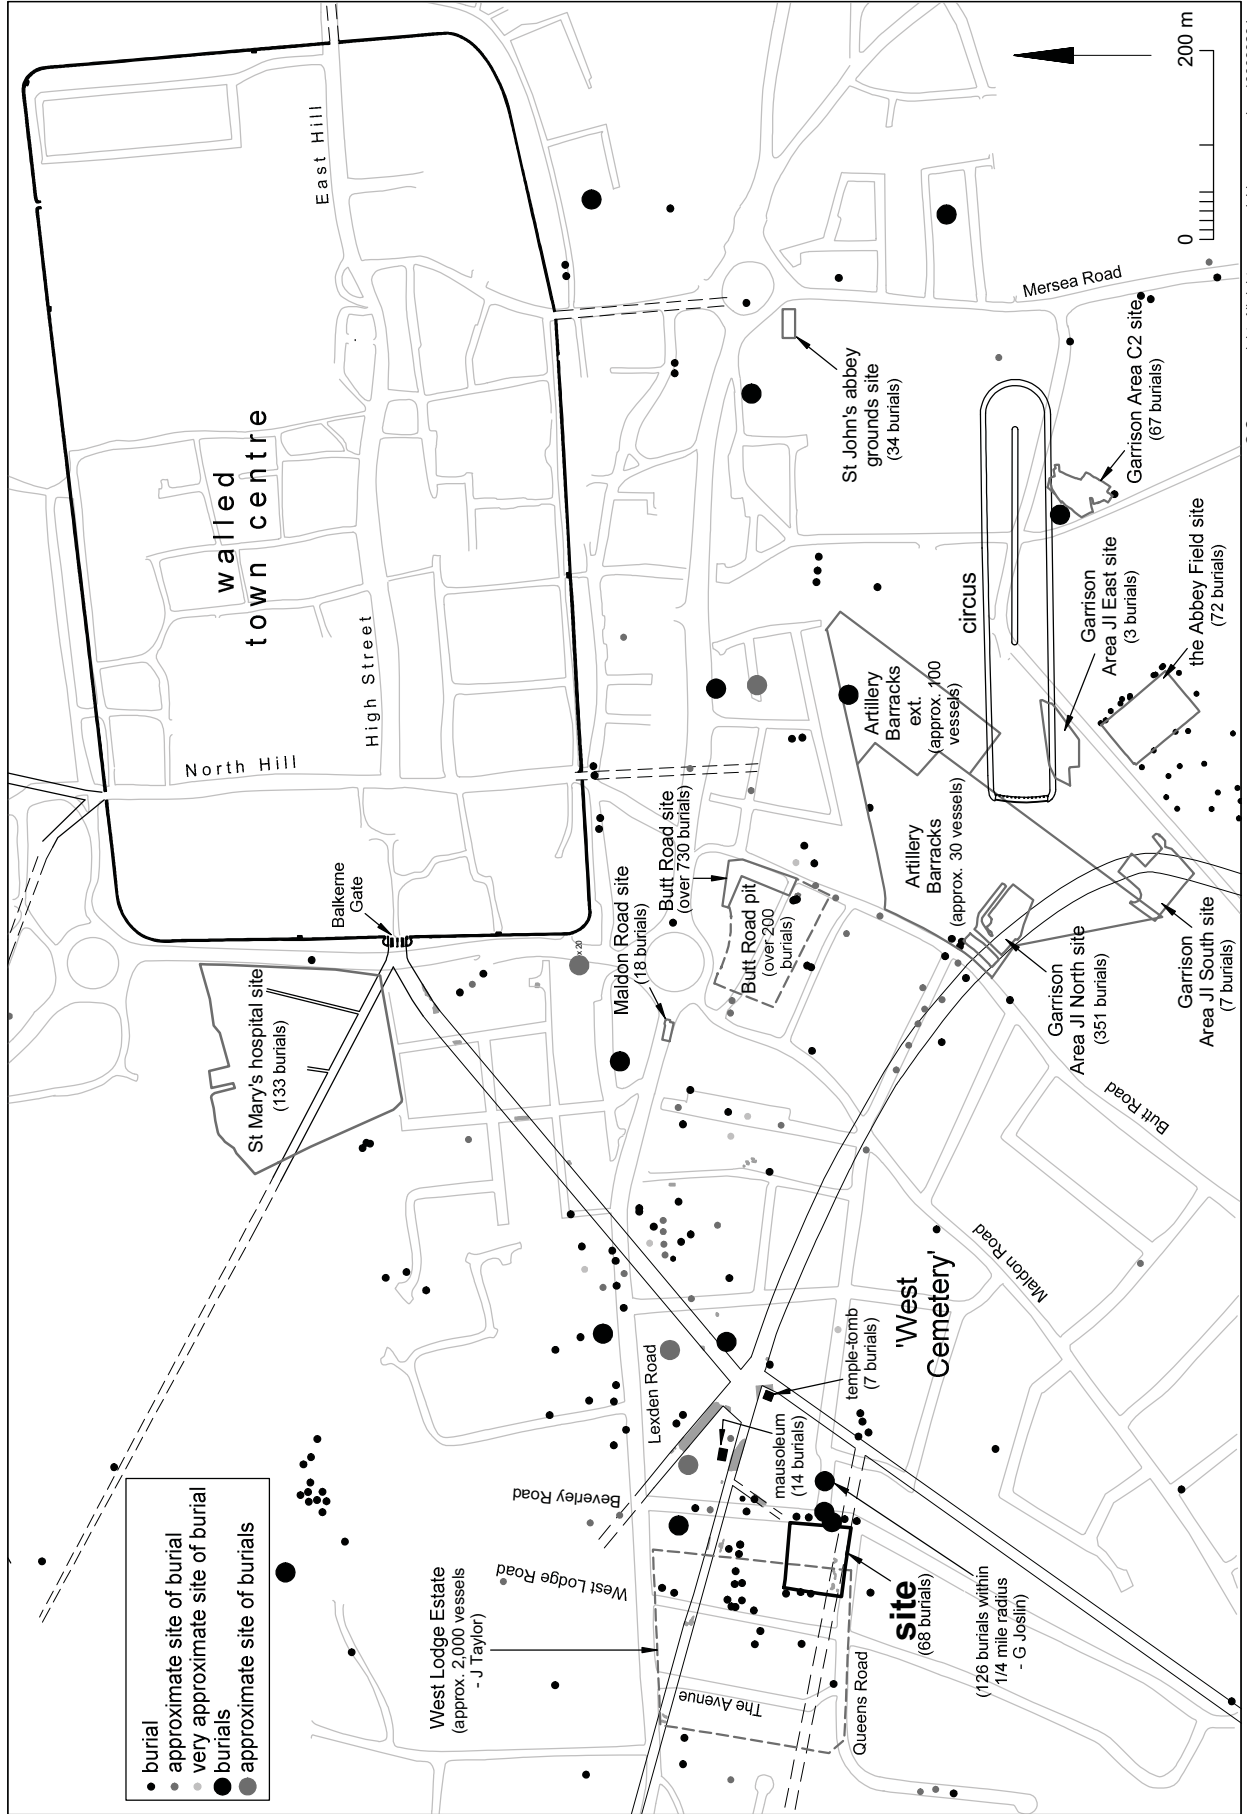 burial
approximate site of burial
very approximate site of burial
burials
approximate site of burials
walled
town centre
East Hill
High Street
North Hill
Balkerne
Gate
St Mary's hospital site
(133 burials)
x 20
Maldon Road site
(18 burials)
Butt Road site
(over 730 burials)
Butt Road pit
(over 200
burials)
St John's abbey
grounds site
(34 burials)
Mersea Road
0
200 m
circus
Garrison Area C2 site
(67 burials)
Garrison
Area JI East site
(3 burials)
the Abbey Field site
(72 burials)
Artillery
Barracks
ext.
(approx. 100
vessels)
Artillery
Barracks
(approx. 30 vessels)
Garrison
Area JI North site
(351 burials)
Garrison
Area JI South site
(7 burials)
Butt Road
Maldon Road
'West
Cemetery'
temple-tomb
(7 burials)
mausoleum
(14 burials)
Lexden Road
Beverley Road
West Lodge Road
West Lodge Estate
(approx. 2,000 vessels
- J Taylor)
The Avenue
Queens Road
site
(68 burials)
(126 burials within
1/4 mile radius
- G Joslin)